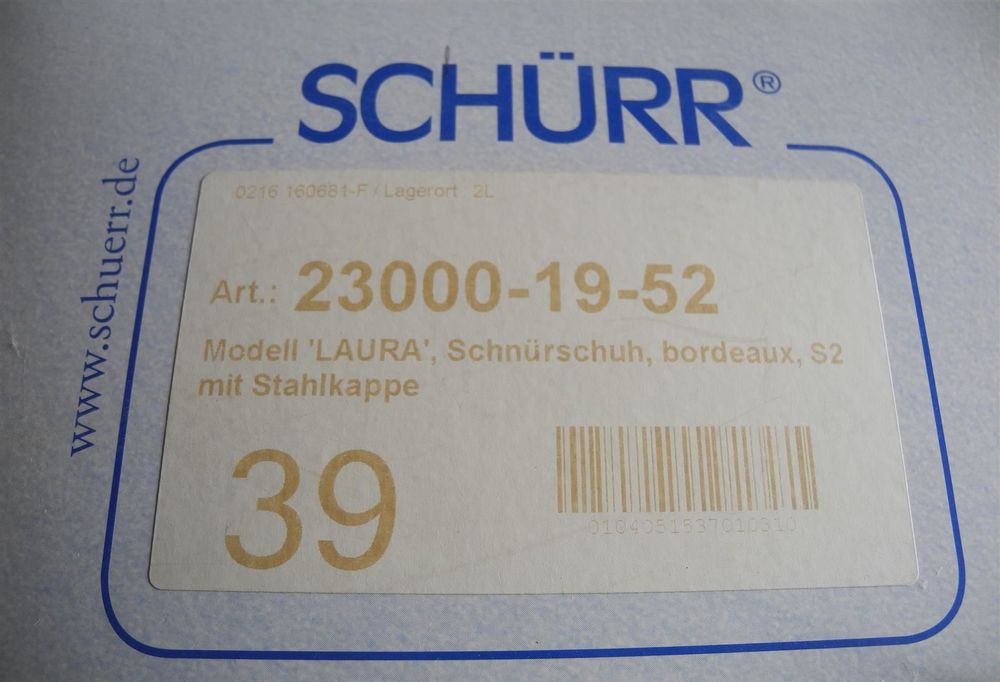 SCHÜRR®
www.schuerr.de
0216 160681-F / Lagerort 2L
Art.: 23000-19-52
Modell 'LAURA', Schnürschuh, bordeaux, S2
mit Stahlkappe
39
0104051537010310